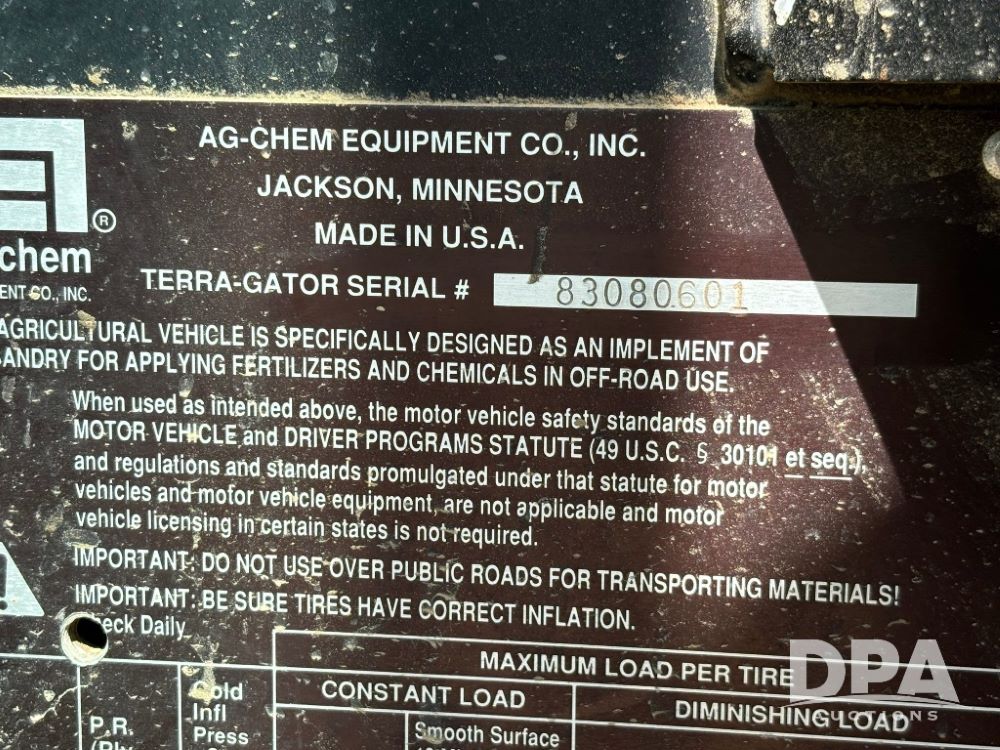 AG-CHEM EQUIPMENT CO., INC.
JACKSON, MINNESOTA
MADE IN U.S.A.
®
chem
ENT CO., INC.
TERRA-GATOR SERIAL # 83080601
AGRICULTURAL VEHICLE IS SPECIFICALLY DESIGNED AS AN IMPLEMENT OF
ANDRY FOR APPLYING FERTILIZERS AND CHEMICALS IN OFF-ROAD USE.
When used as intended above, the motor vehicle safety standards of the
MOTOR VEHICLE and DRIVER PROGRAMS STATUTE (49 U.S.C. § 30101 et seq.),
and regulations and standards promulgated under that statute for motor
vehicles and motor vehicle equipment, are not applicable and motor
vehicle licensing in certain states is not required.
IMPORTANT: DO NOT USE OVER PUBLIC ROADS FOR TRANSPORTING MATERIALS!
IMPORTANT: BE SURE TIRES HAVE CORRECT INFLATION.
eck Daily
MAXIMUM LOAD PER TIRE
CONSTANT LOAD
DIMINISHING LOAD
P.R.
(Ply
Cold
Infl
Press
Smooth Surface
DPA
AUCTIONS